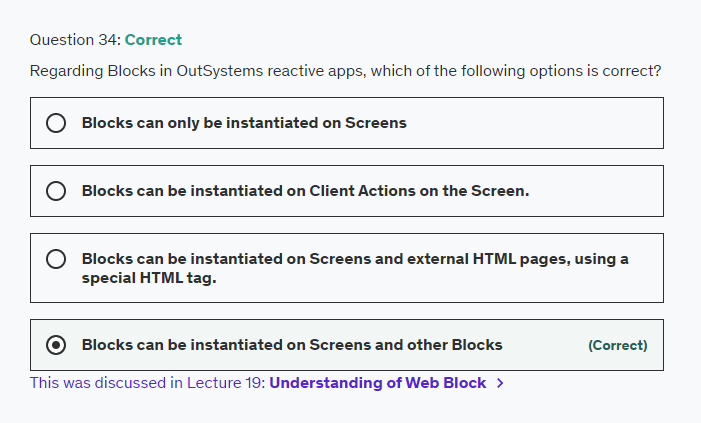 Question 34: Correct
Regarding Blocks in OutSystems reactive apps, which of the following options is correct?
Blocks can only be instantiated on Screens
Blocks can be instantiated on Client Actions on the Screen.
Blocks can be instantiated on Screens and external HTML pages, using a
special HTML tag.
Blocks can be instantiated on Screens and other Blocks (Correct)
This was discussed in Lecture 19: Understanding of Web Block >